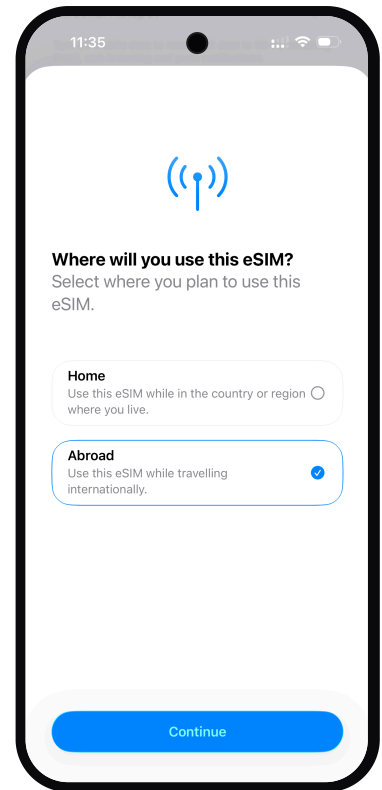 11:35
Where will you use this eSIM?
Select where you plan to use this
eSIM.
Home
Use this eSIM while in the country or region
where you live.
Abroad
Use this eSIM while travelling
internationally.
Continue